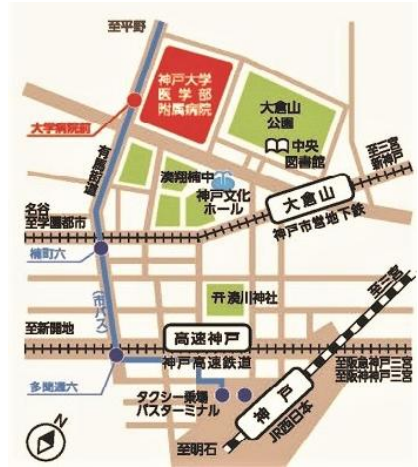 至平野
神戸大学
医学部
附属病院
大学病院前
有馬街道
大倉山
公園
中央
図書館
至三宮
新神戸
湊翔楠中
神戸文化
ホール
大倉山
神戸市営地下鉄
名谷
至学園都市
楠町六
(市バス)
开湊川神社
至三宮
至新開地
高速神戸
神戸高速鉄道
至阪急神戸三宮
至阪神神戸三宮
多聞通六
タクシー乗場
バスターミナル
神戸
JR西日本
至明石
N